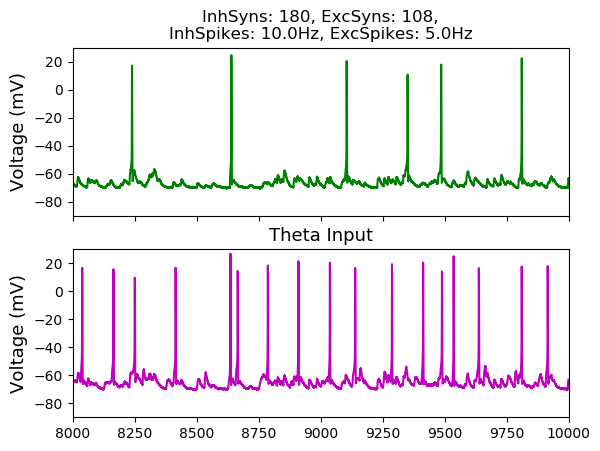 InhSyns: 180, ExcSyns: 108,
InhSpikes: 10.0Hz, ExcSpikes: 5.0Hz
20
0
−20
−40
−60
−80
Voltage (mV)
Theta Input
20
0
−20
−40
−60
−80
Voltage (mV)
8000 8250 8500 8750 9000 9250 9500 9750 10000